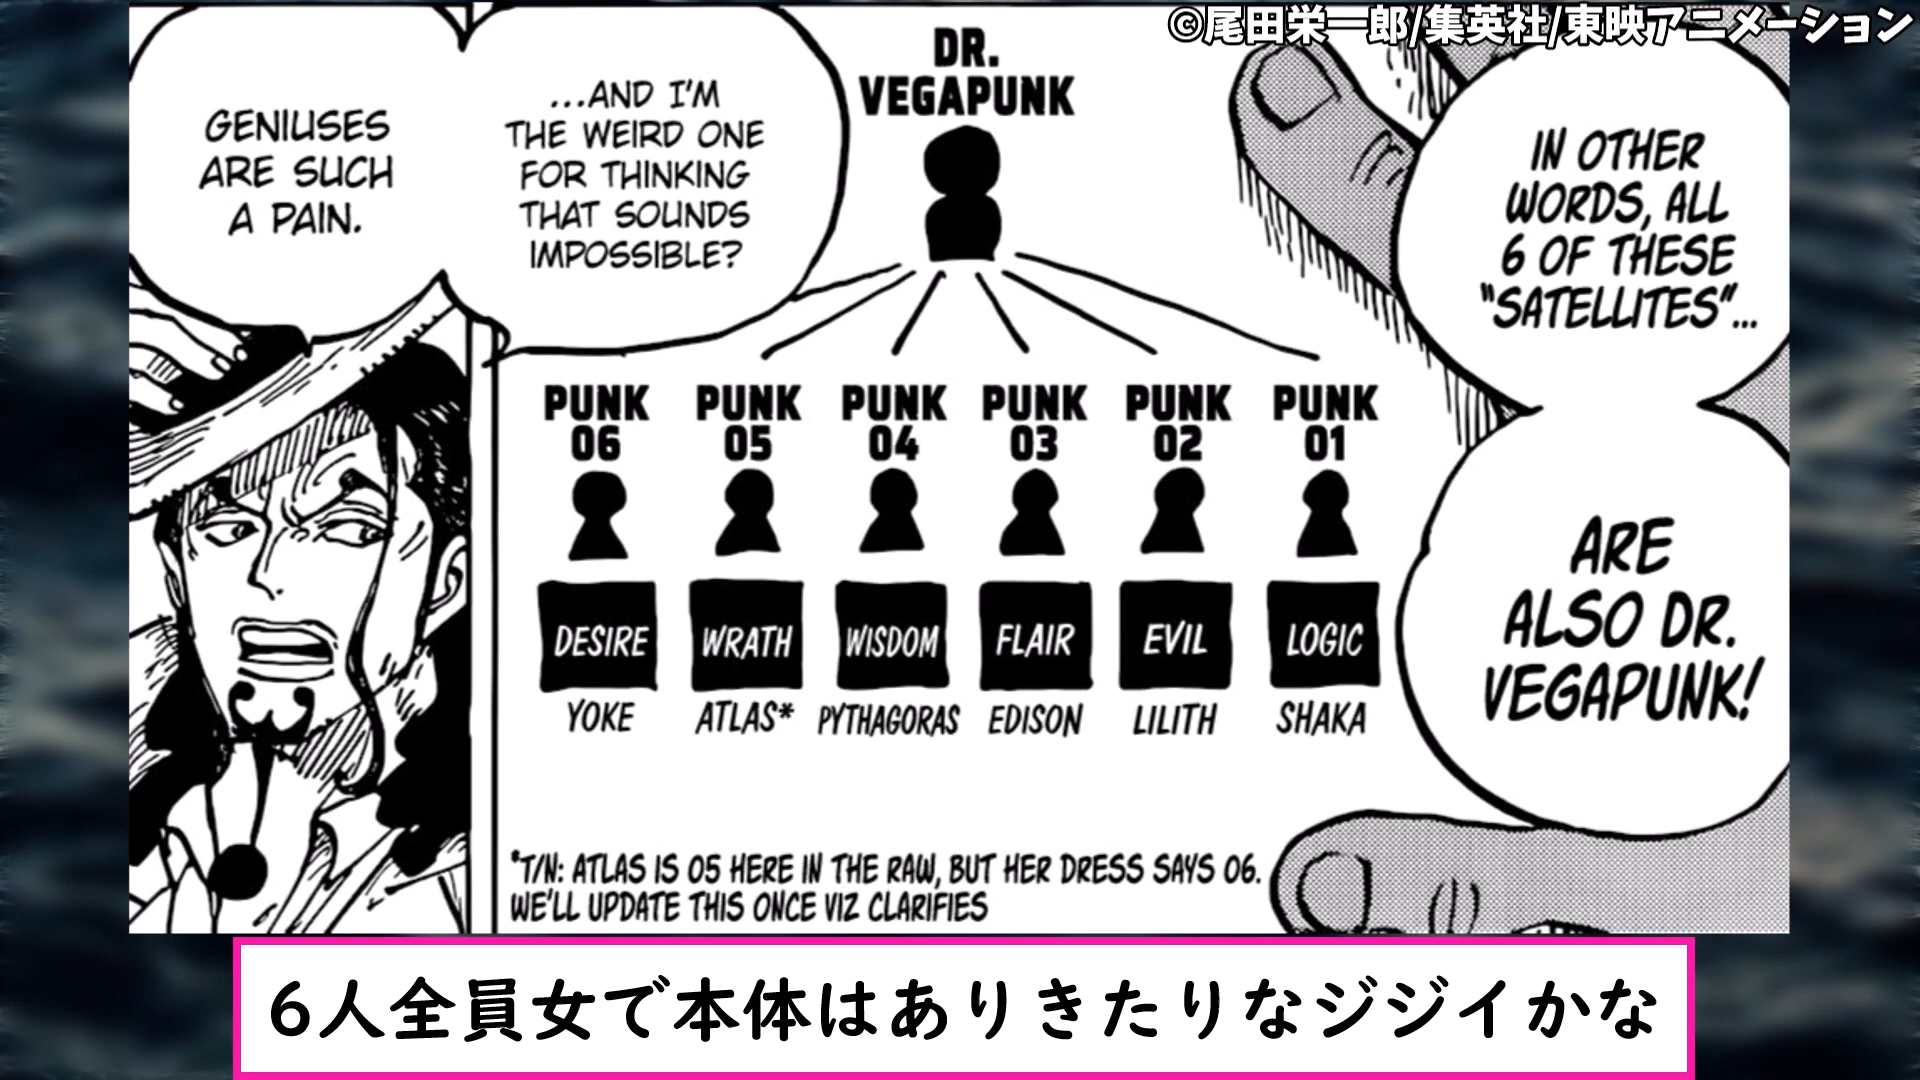 ©尾田栄一郎/集英社/東映アニメーション
IN OTHER
WORDS, ALL
6 OF THESE
"SATELLITES"...
ARE
ALSO DR.
VEGAPUNK!
DR.
VEGAPUNK
PUNK 06
PUNK 05
PUNK 04
PUNK 03
PUNK 02
PUNK 01
DESIRE WRATH WISDOM FLAIR EVIL LOGIC
YOKE ATLAS* PYTHAGORAS EDISON LILITH SHAKA
*T/N: ATLAS IS 05 HERE IN THE RAW, BUT HER DRESS SAYS 06.
WE'LL UPDATE THIS ONCE VIZ CLARIFIES
...AND I'M
THE WEIRD ONE
FOR THINKING
THAT SOUNDS
IMPOSSIBLE?
GENIUSES
ARE SUCH
A PAIN.
6人全員女で本体はありきたりなジジイかな